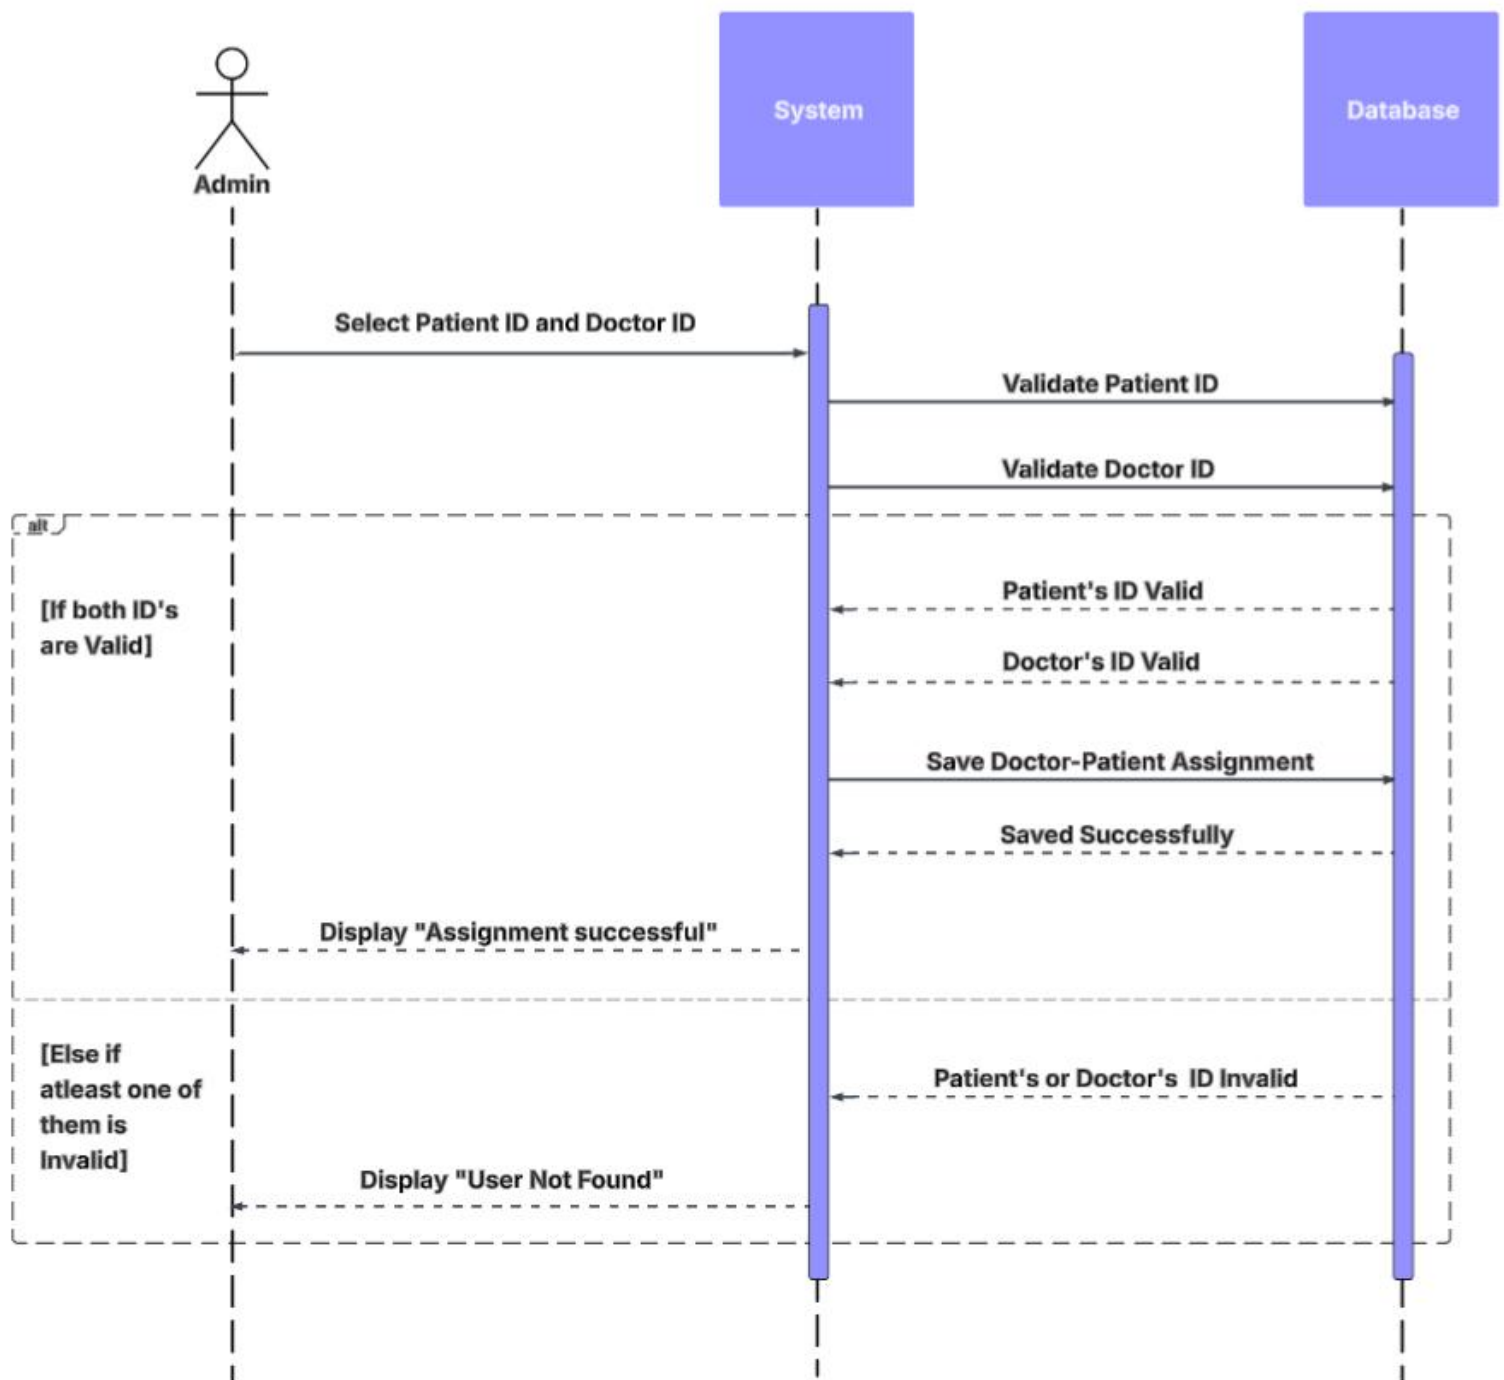 System
Database
Admin
Select Patient ID and Doctor ID
Validate Patient ID
Validate Doctor ID
alt
[If both ID's
are Valid]
Patient's ID Valid
Doctor's ID Valid
Save Doctor-Patient Assignment
Saved Successfully
Display "Assignment successful"
[Else if
atleast one of
them is
Invalid]
Patient's or Doctor's ID Invalid
Display "User Not Found"